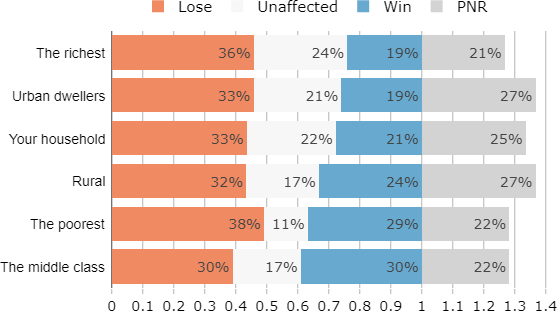 Lose Unaffected Win PNR
The richest 36% 24% 19% 21%
Urban dwellers 33% 21% 19% 27%
Your household 33% 22% 21% 25%
Rural 32% 17% 24% 27%
The poorest 38% 11% 29% 22%
The middle class 30% 17% 30% 22%
0 0.1 0.2 0.3 0.4 0.5 0.6 0.7 0.8 0.9 1 1.1 1.2 1.3 1.4